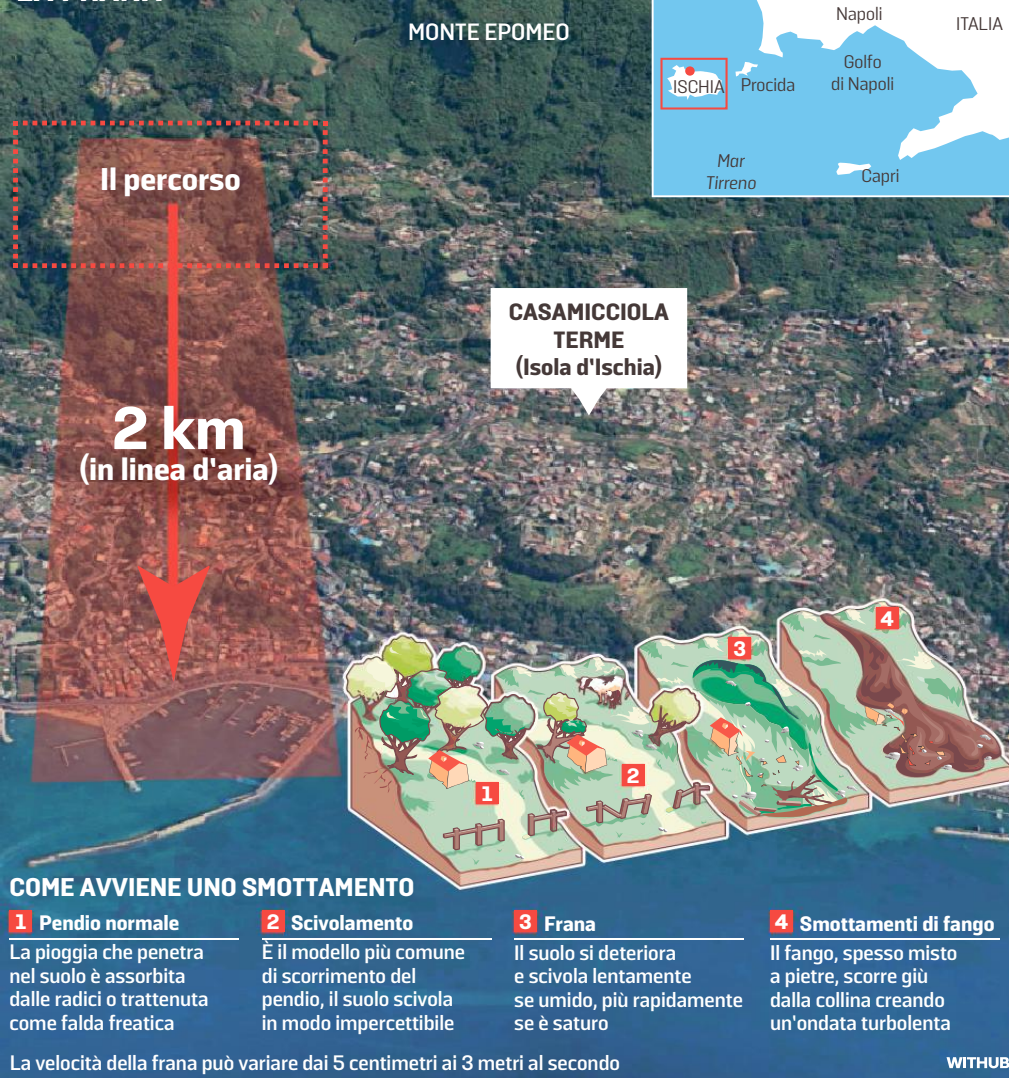 MONTE EPOMEO
Napoli
ITALIA
Golfo
di Napoli
ISCHIA
Procida
Mar
Tirreno
Capri
Il percorso
CASAMICCIOLA
TERME
(Isola d'Ischia)
2 km
(in linea d'aria)
1
2
3
4
COME AVVIENE UNO SMOTTAMENTO
1 Pendio normale
La pioggia che penetra
nel suolo è assorbita
dalle radici o trattenuta
come falda freatica
2 Scivolamento
È il modello più comune
di scorrimento del
pendio, il suolo scivola
in modo impercettibile
3 Frana
Il suolo si deteriora
e scivola lentamente
se umido, più rapidamente
se è saturo
4 Smottamenti di fango
Il fango, spesso misto
a pietre, scorre giù
dalla collina creando
un'ondata turbolenta
La velocità della frana può variare dai 5 centimetri ai 3 metri al secondo
WITHUB